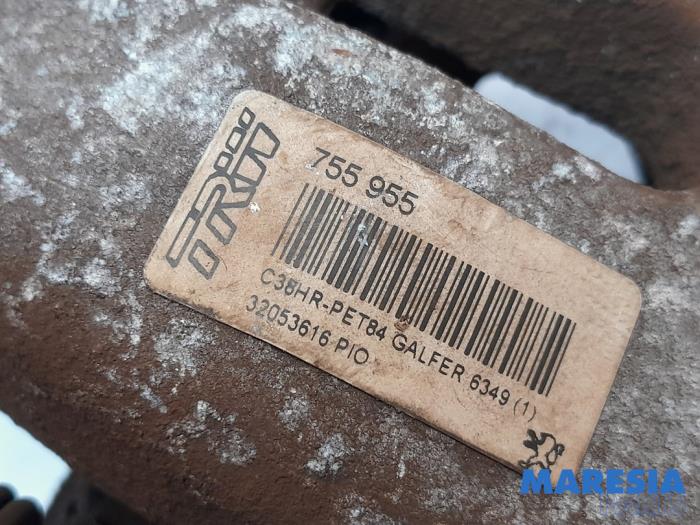 TRW
755 955
C38HR-PET84 GALFER 6349 (1)
32053616 PIO
MARESIA